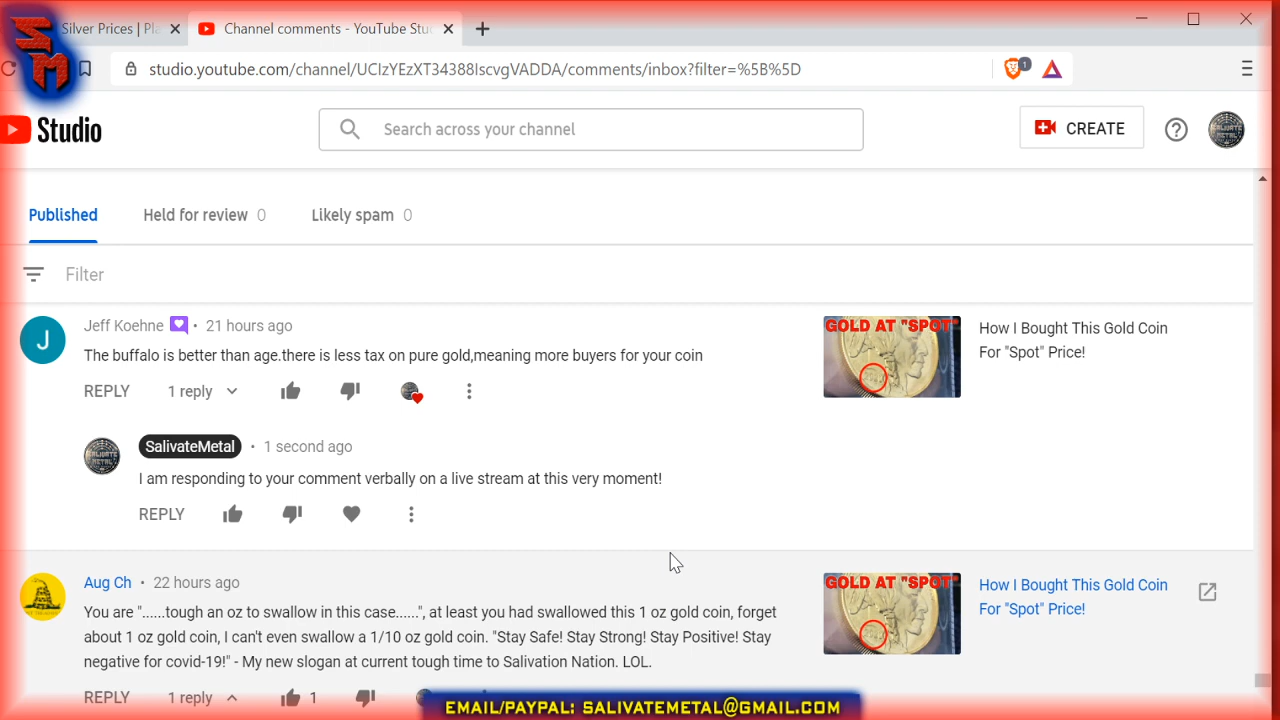 SM
Silver Prices | Pla
Channel comments - YouTube Stu
studio.youtube.com/channel/UCIzYEzXT34388IscvgVADDA/comments/inbox?filter=%5B%5D
1
Studio
Search across your channel
CREATE
Published
Held for review 0
Likely spam 0
Filter
J
Jeff Koehne • 21 hours ago
The buffalo is better than age.there is less tax on pure gold,meaning more buyers for your coin
REPLY 1 reply
GOLD AT "SPOT"
How I Bought This Gold Coin
For "Spot" Price!
SalivateMetal • 1 second ago
I am responding to your comment verbally on a live stream at this very moment!
REPLY
Aug Ch • 22 hours ago
You are "......tough an oz to swallow in this case......", at least you had swallowed this 1 oz gold coin, forget
about 1 oz gold coin, I can't even swallow a 1/10 oz gold coin. "Stay Safe! Stay Strong! Stay Positive! Stay
negative for covid-19!" - My new slogan at current tough time to Salivation Nation. LOL.
REPLY 1 reply 1
GOLD AT "SPOT"
How I Bought This Gold Coin
For "Spot" Price!
EMAIL/PAYPAL: SALIVATEMETAL@GMAIL.COM